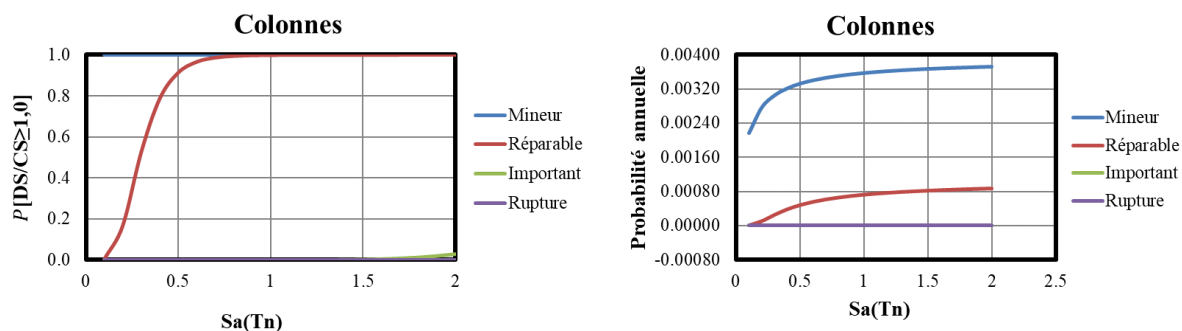 Colonnes
P[DS/CS≥1,0]
1.0
0.8
0.6
0.4
0.2
0.0
0
0.5
1
1.5
2
Sa(Tn)
Mineur
Réparable
Important
Rupture
Colonnes
Probabilité annuelle
0.00400
0.00320
0.00240
0.00160
0.00080
0.00000
-0.00080
0
0.5
1
1.5
2
2.5
Sa(Tn)
Mineur
Réparable
Important
Rupture